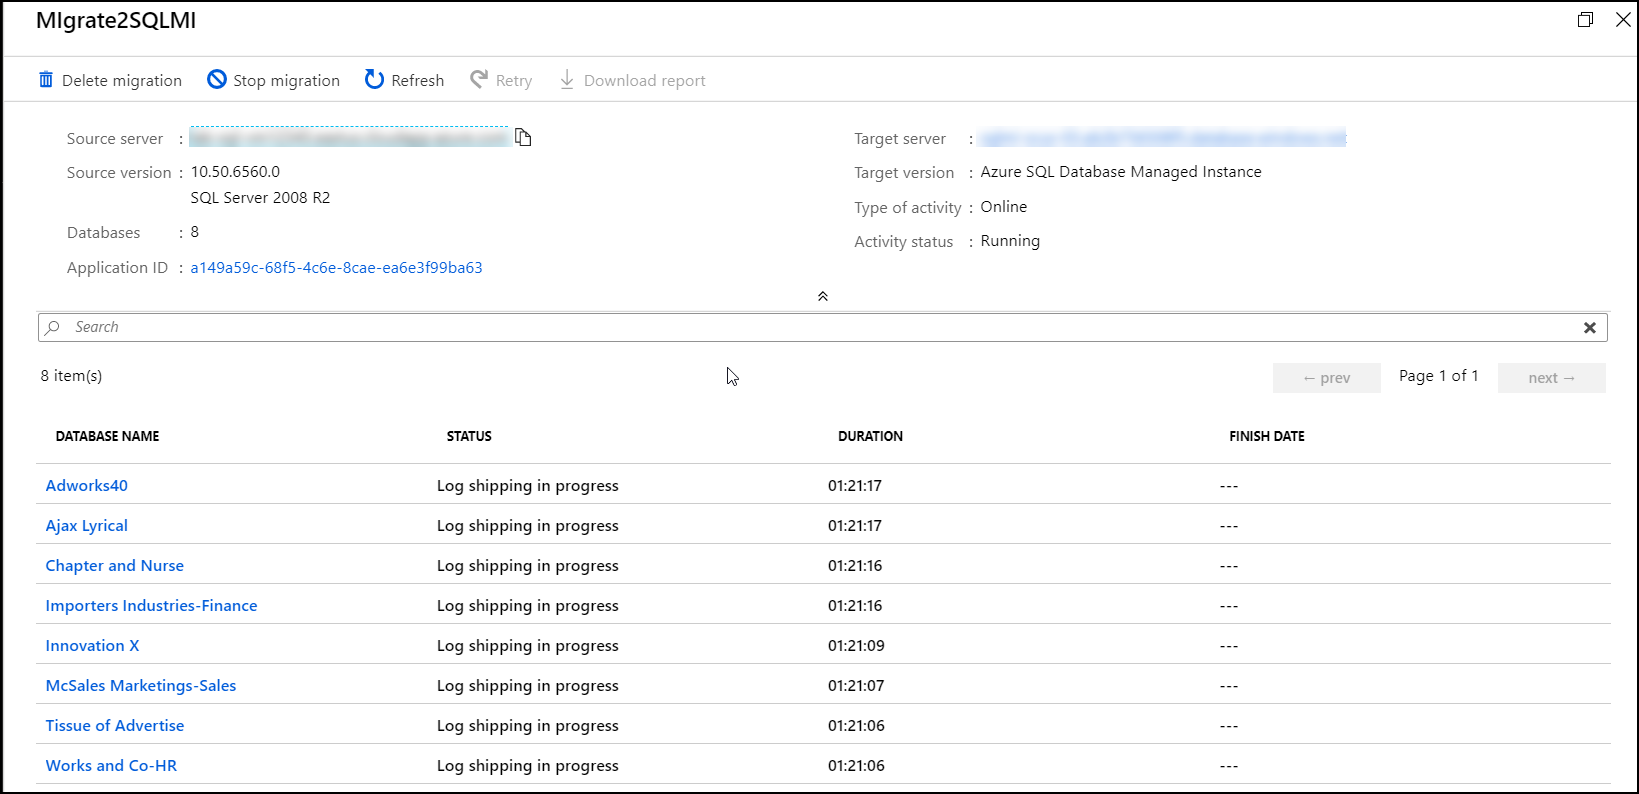 MIgrate2SQLMI
Delete migration Stop migration Refresh Retry Download report
Source server :
Source version : 10.50.6560.0
SQL Server 2008 R2
Databases : 8
Application ID : a149a59c-68f5-4c6e-8cae-ea6e3f99ba63
Target server :
Target version : Azure SQL Database Managed Instance
Type of activity : Online
Activity status : Running
Search
8 item(s) ← prev Page 1 of 1 next →
DATABASE NAME STATUS DURATION FINISH DATE
Adworks40 Log shipping in progress 01:21:17 ---
Ajax Lyrical Log shipping in progress 01:21:17 ---
Chapter and Nurse Log shipping in progress 01:21:16 ---
Importers Industries-Finance Log shipping in progress 01:21:16 ---
Innovation X Log shipping in progress 01:21:09 ---
McSales Marketings-Sales Log shipping in progress 01:21:07 ---
Tissue of Advertise Log shipping in progress 01:21:06 ---
Works and Co-HR Log shipping in progress 01:21:06 ---